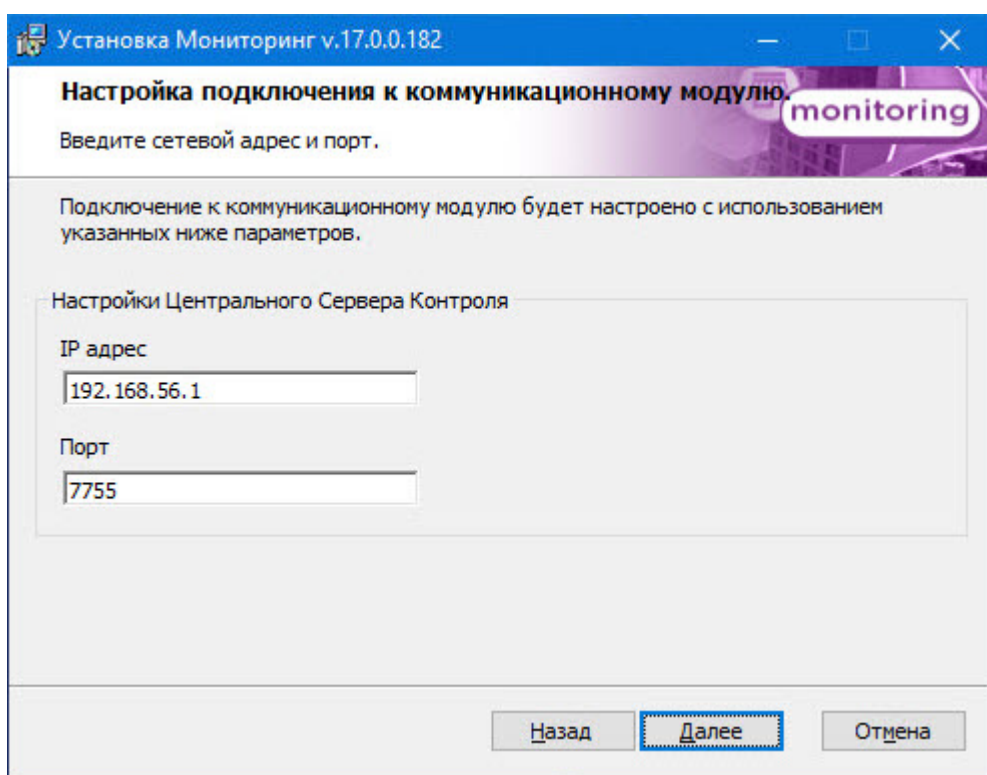 Установка Мониторинг v.17.0.0.182
Настройка подключения к коммуникационному модулю.
monitoring
Введите сетевой адрес и порт.
Подключение к коммуникационному модулю будет настроено с использованием
указанных ниже параметров.
Настройки Центрального Сервера Контроля
IP адрес
192.168.56.1
Порт
7755
Назад
Далее
Отмена